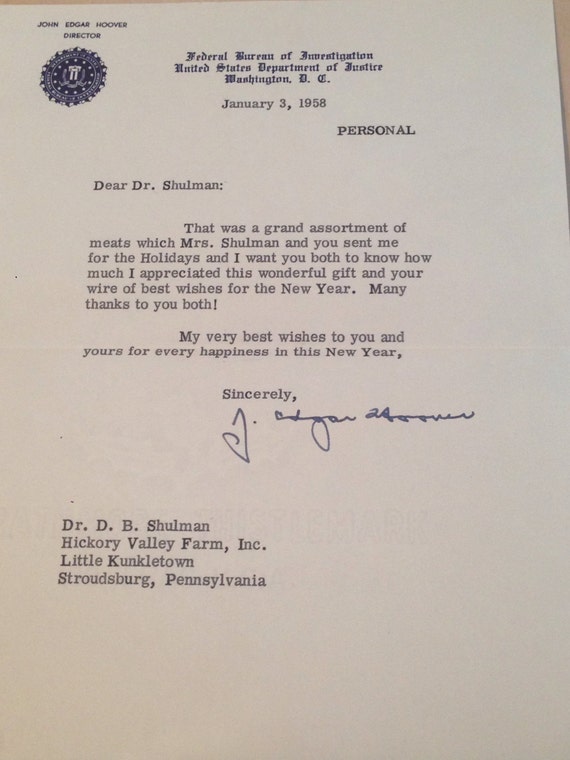 JOHN EDGAR HOOVER
DIRECTOR
Federal Bureau of Investigation
United States Department of Justice
Washington, D. C.
January 3, 1958
PERSONAL
Dear Dr. Shulman:
That was a grand assortment of
meats which Mrs. Shulman and you sent me
for the Holidays and I want you both to know how
much I appreciated this wonderful gift and your
wire of best wishes for the New Year. Many
thanks to you both!
My very best wishes to you and
yours for every happiness in this New Year,
Sincerely,
J. Edgar Hoover
Dr. D. B. Shulman
Hickory Valley Farm, Inc.
Little Kunkletown
Stroudsburg, Pennsylvania